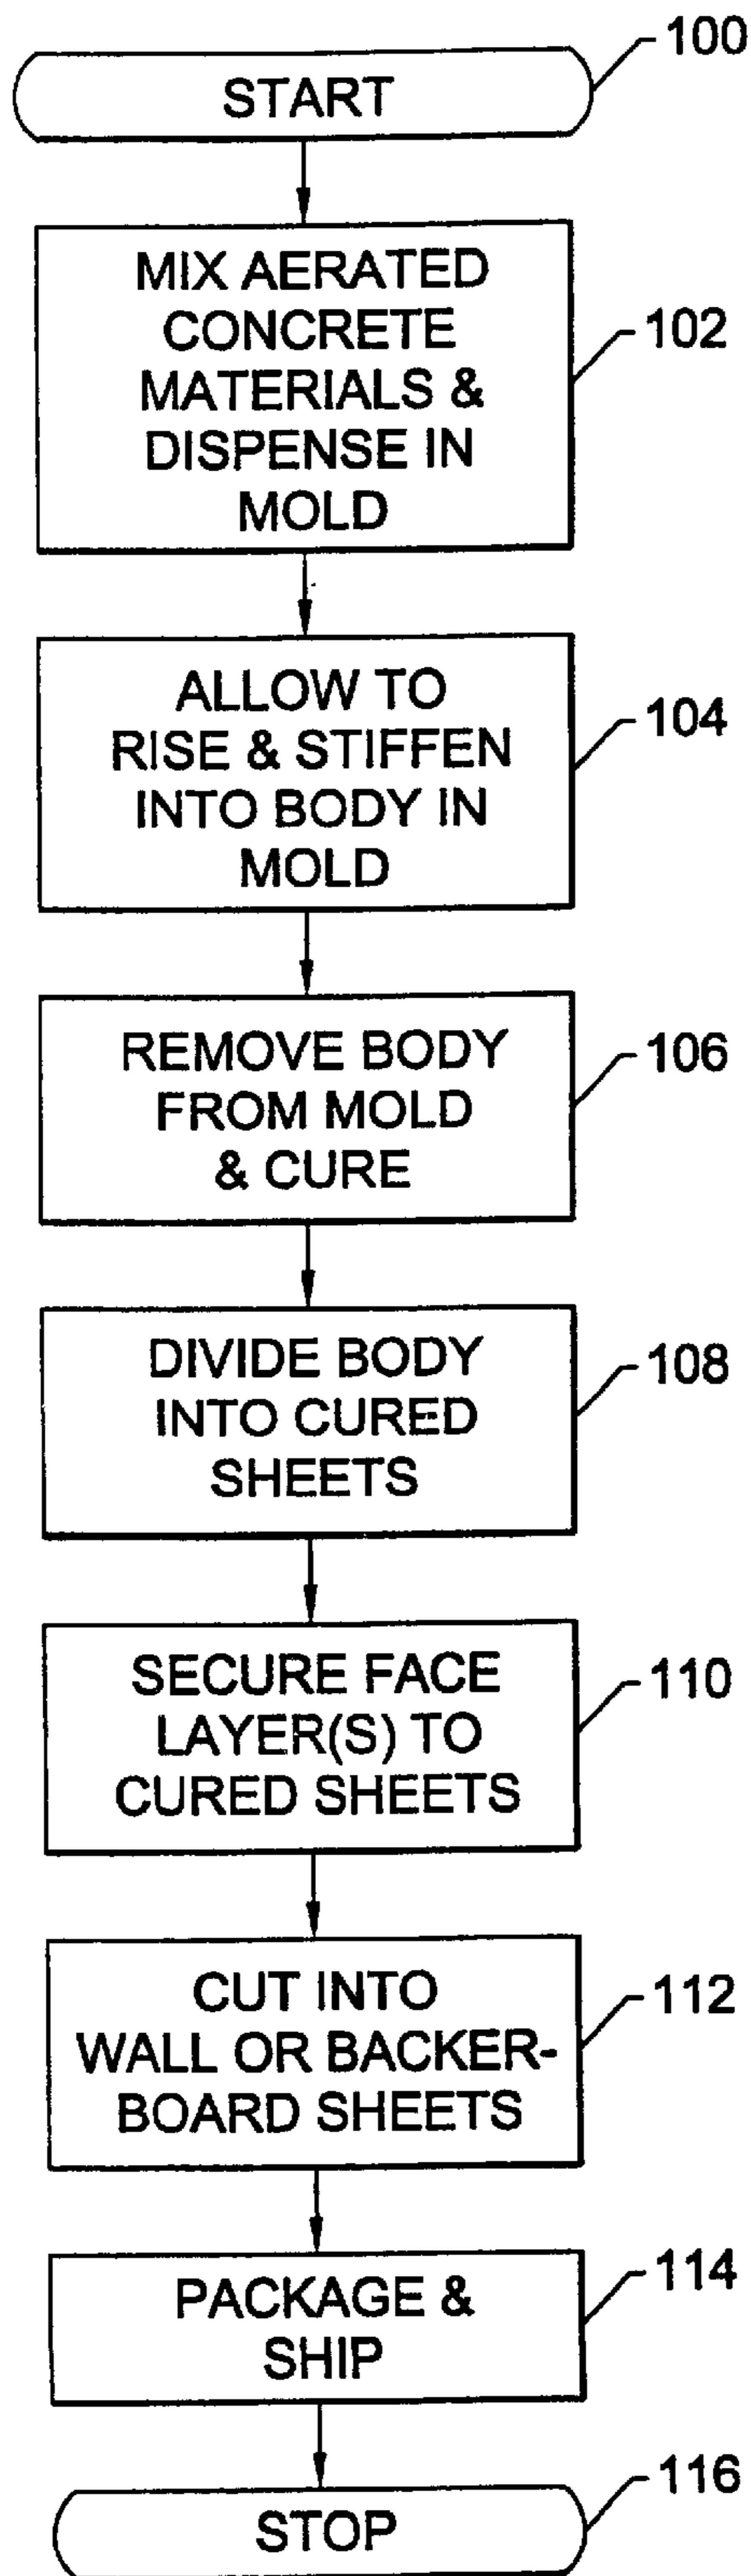 100
START
MIX AERATED
CONCRETE
MATERIALS &
DISPENSE IN
MOLD
102
ALLOW TO
RISE & STIFFEN
INTO BODY IN
MOLD
104
REMOVE BODY
FROM MOLD
& CURE
106
DIVIDE BODY
INTO CURED
SHEETS
108
SECURE FACE
LAYER(S) TO
CURED SHEETS
110
CUT INTO
WALL OR BACKER-
BOARD SHEETS
112
PACKAGE &
SHIP
114
STOP
116